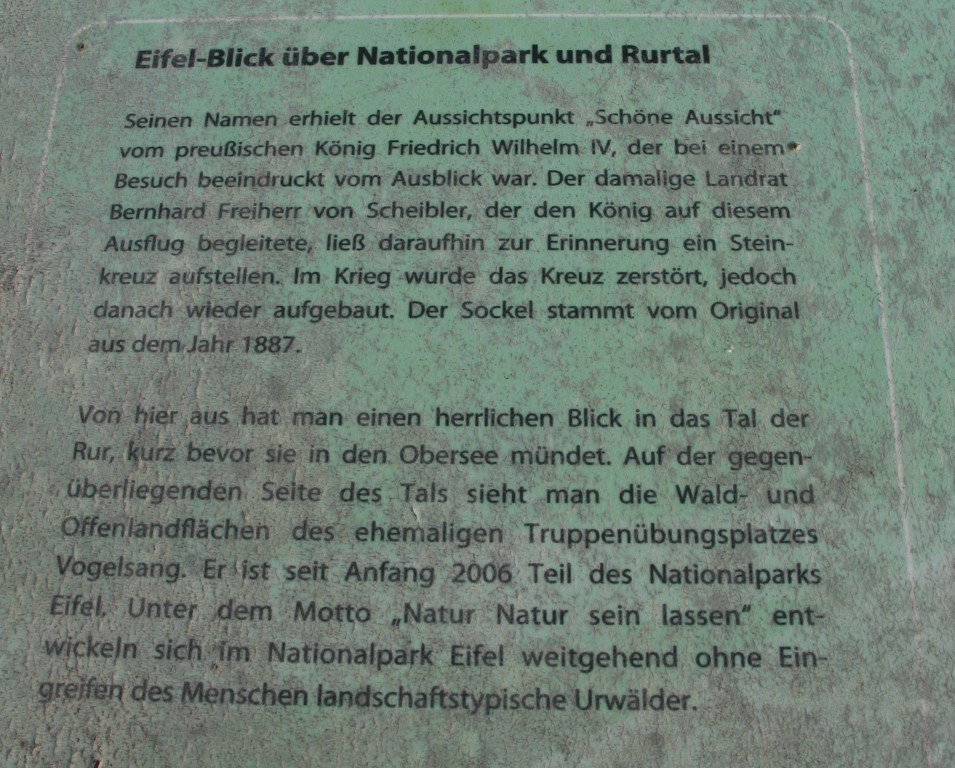 Eifel-Blick über Nationalpark und Rurtal
Seinen Namen erhielt der Aussichtspunkt „Schöne Aussicht“
vom preußischen König Friedrich Wilhelm IV, der bei einem
Besuch beeindruckt vom Ausblick war. Der damalige Landrat
Bernhard Freiherr von Scheibler, der den König auf diesem
Ausflug begleitete, ließ daraufhin zur Erinnerung ein Stein-
kreuz aufstellen. Im Krieg wurde das Kreuz zerstört, jedoch
danach wieder aufgebaut. Der Sockel stammt vom Original
aus dem Jahr 1887.
Von hier aus hat man einen herrlichen Blick in das Tal der
Rur, kurz bevor sie in den Obersee mündet. Auf der gegen-
überliegenden Seite des Tals sieht man die Wald- und
Offenlandflächen des ehemaligen Truppenübungsplatzes
Vogelsang. Er ist seit Anfang 2006 Teil des Nationalparks
Eifel. Unter dem Motto „Natur Natur sein lassen“ ent-
wickeln sich im Nationalpark Eifel weitgehend ohne Ein-
greifen des Menschen landschaftstypische Urwälder.